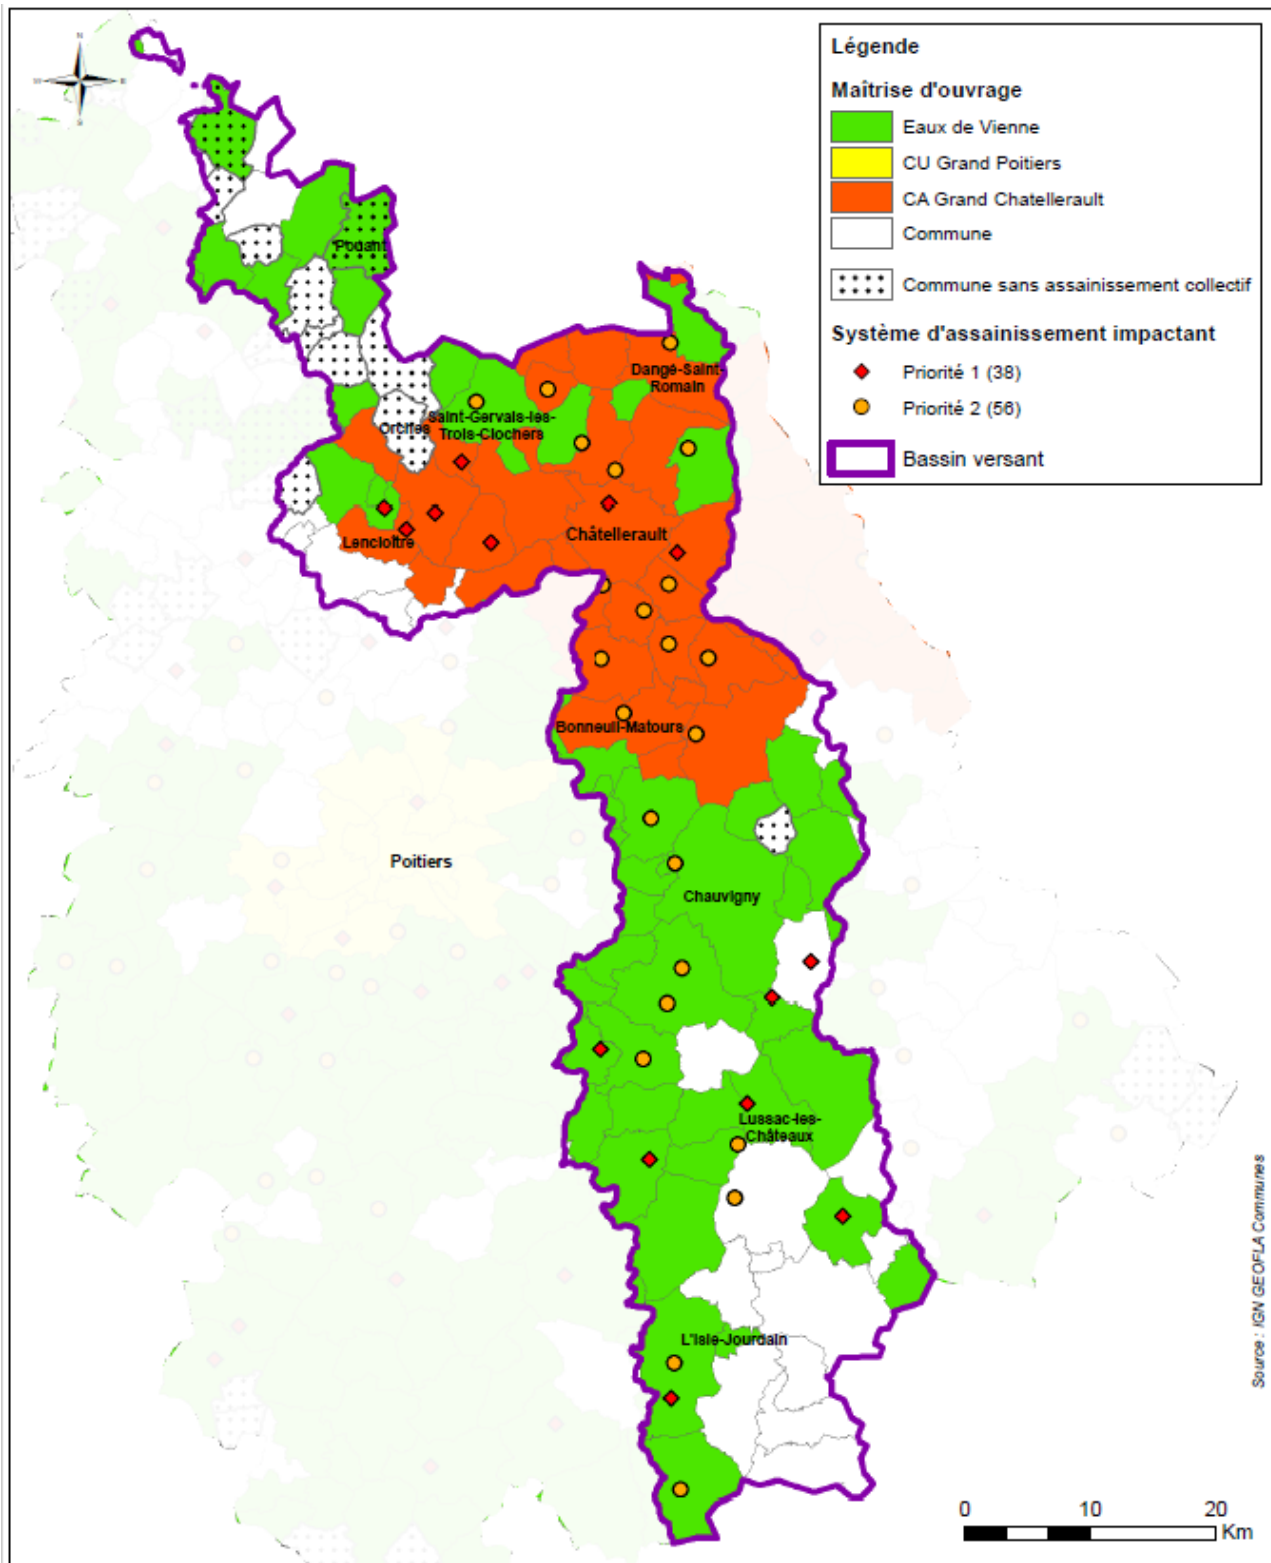 Légende
Maîtrise d'ouvrage
Eaux de Vienne
CU Grand Poitiers
CA Grand Chatellerault
Commune
Commune sans assainissement collectif
Système d'assainissement impactant
Priorité 1 (38)
Priorité 2 (56)
Bassin versant
N
S
Pouant
Dangé-Saint-
Romain
Saint-Gervais-les-
Trois-Clochers
Orches
Châtellerault
Lencloître
Bonneuil-Matours
Poitiers
Chauvigny
Lussac-les-
Châteaux
L'Isle-Jourdain
Source : IGN GEOFLA Communes
0 10 20
Km